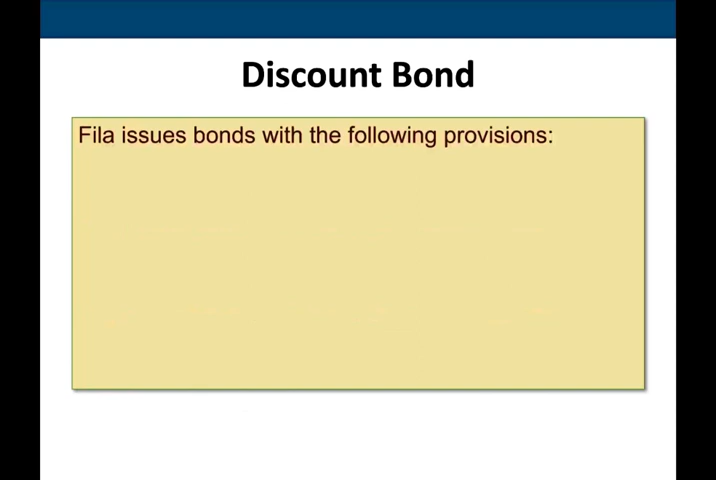 Discount Bond
Fila issues bonds with the following provisions: